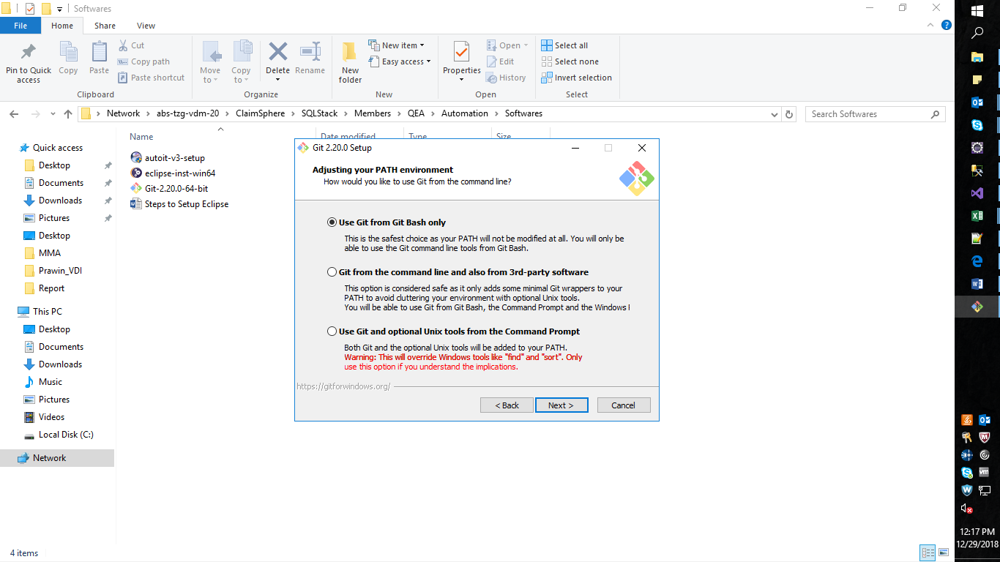 Softwares
File Home Share View
Pin to Quick access
Copy
Paste
Cut
Copy path
Paste shortcut
Clipboard
Move to
Copy to
Delete
Rename
Organize
New folder
New item
Easy access
New
Properties
Open
Edit
History
Open
Select all
Select none
Invert selection
Select
Network > abs-tzg-vdm-20 > ClaimSphere > SQLStack > Members > QEA > Automation > Softwares
Search Softwares
Quick access
Desktop
Documents
Downloads
Pictures
Desktop
MMA
Prawin_VDI
Report
This PC
Desktop
Documents
Downloads
Music
Pictures
Videos
Local Disk (C:)
Network
Name Date modified Type Size
autoit-v3-setup
eclipse-inst-win64
Git-2.20.0-64-bit
Steps to Setup Eclipse
Git 2.20.0 Setup
Adjusting your PATH environment
How would you like to use Git from the command line?
Use Git from Git Bash only
This is the safest choice as your PATH will not be modified at all. You will only be
able to use the Git command line tools from Git Bash.
Git from the command line and also from 3rd-party software
This option is considered safe as it only adds some minimal Git wrappers to your
PATH to avoid cluttering your environment with optional Unix tools.
You will be able to use Git from Git Bash, the Command Prompt and the Windows
Use Git and optional Unix tools from the Command Prompt
Both Git and the optional Unix tools will be added to your PATH.
Warning: This will override Windows tools like "find" and "sort". Only
use this option if you understand the implications.
https://gitforwindows.org/
< Back Next > Cancel
4 items
12:17 PM
12/29/2018